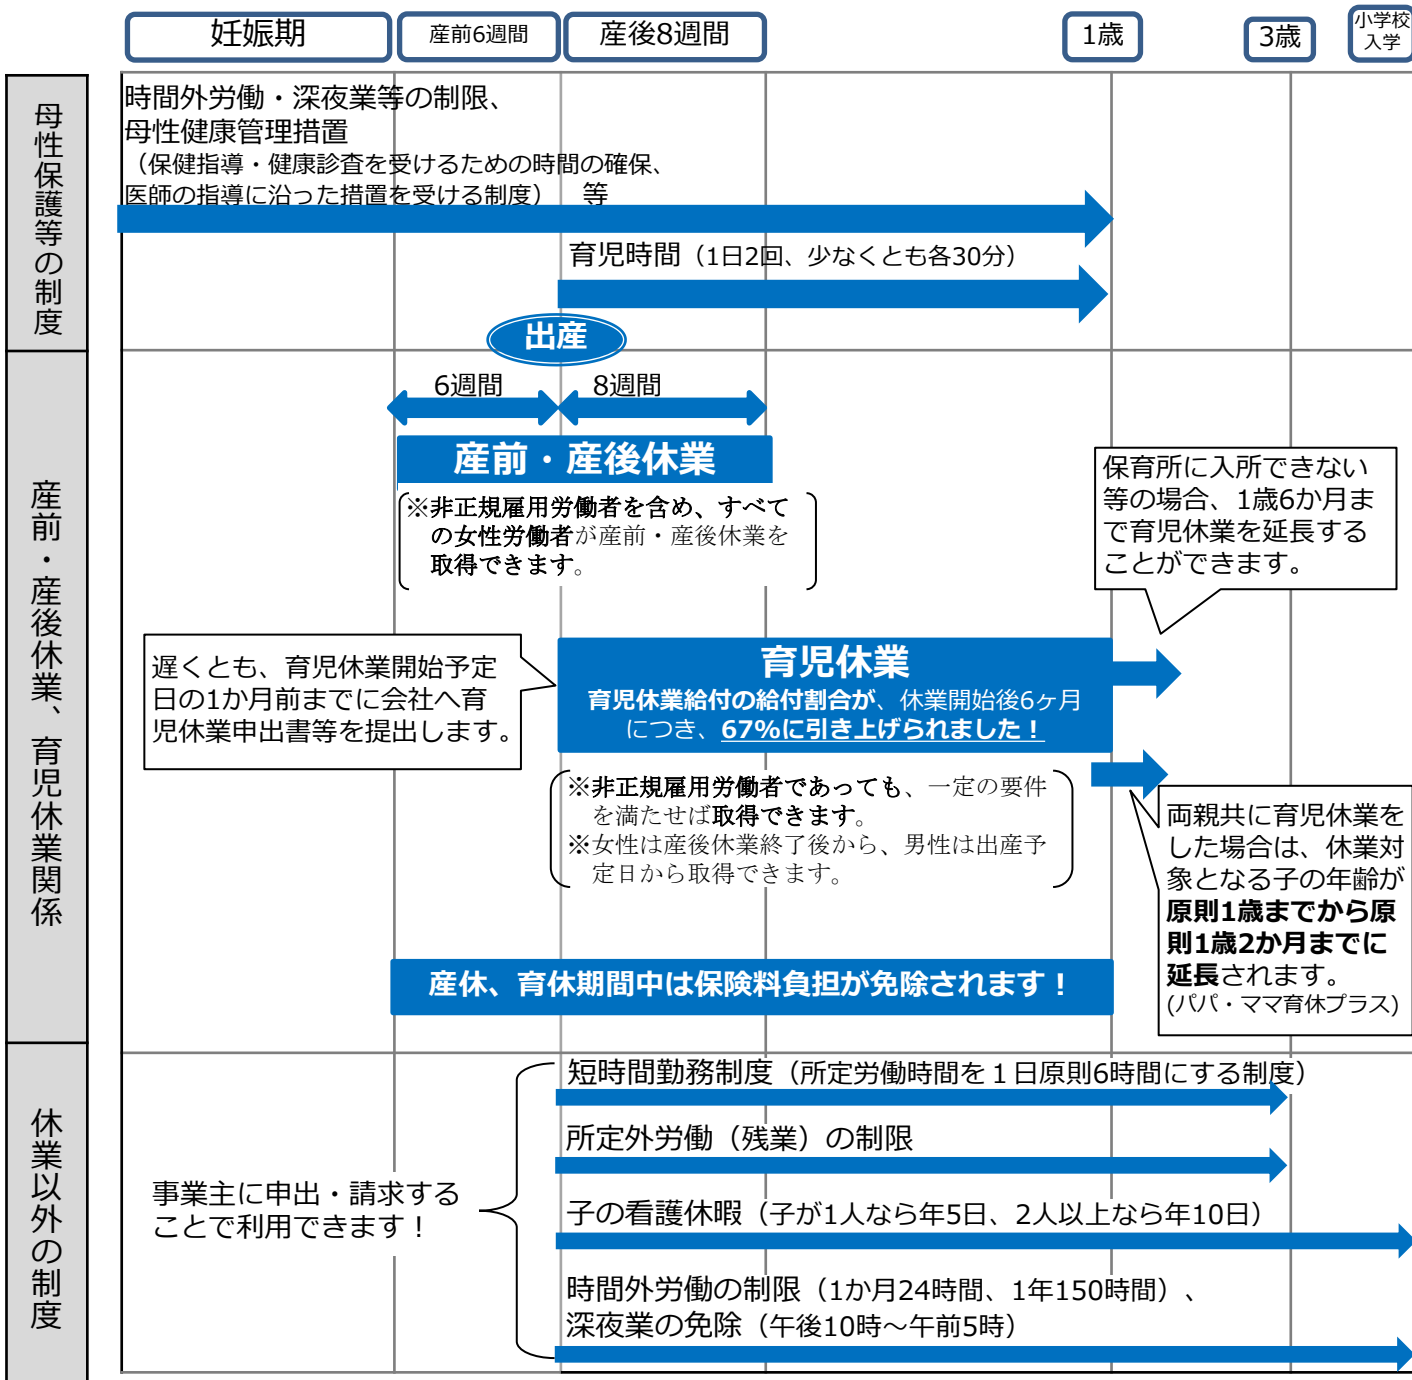 妊娠期
産前6週間
産後8週間
1歳
3歳
小学校
入学
母性保護等の制度
時間外労働・深夜業等の制限、
母性健康管理措置
（保健指導・健康診査を受けるための時間の確保、
医師の指導に沿った措置を受ける制度）　等
育児時間（1日2回、少なくとも各30分）
出産
産前・産後休業、育児休業関係
6週間
8週間
産前・産後休業
※非正規雇用労働者を含め、すべて
の女性労働者が産前・産後休業を
取得できます。
保育所に入所できない
等の場合、1歳6か月ま
で育児休業を延長する
ことができます。
遅くとも、育児休業開始予定
日の1か月前までに会社へ育
児休業申出書等を提出します。
育児休業
育児休業給付の給付割合が、休業開始後6ヶ月
につき、67%に引き上げられました！
※非正規雇用労働者であっても、一定の要件
を満たせば取得できます。
※女性は産後休業終了後から、男性は出産予
定日から取得できます。
両親共に育児休業を
した場合は、休業対
象となる子の年齢が
原則1歳までから原
則1歳2か月までに
延長されます。
(パパ・ママ育休プラス)
産休、育休期間中は保険料負担が免除されます！
休業以外の制度
事業主に申出・請求する
ことで利用できます！
短時間勤務制度（所定労働時間を１日原則6時間にする制度）
所定外労働（残業）の制限
子の看護休暇（子が1人なら年5日、2人以上なら年10日）
時間外労働の制限（1か月24時間、1年150時間）、
深夜業の免除（午後10時～午前5時）